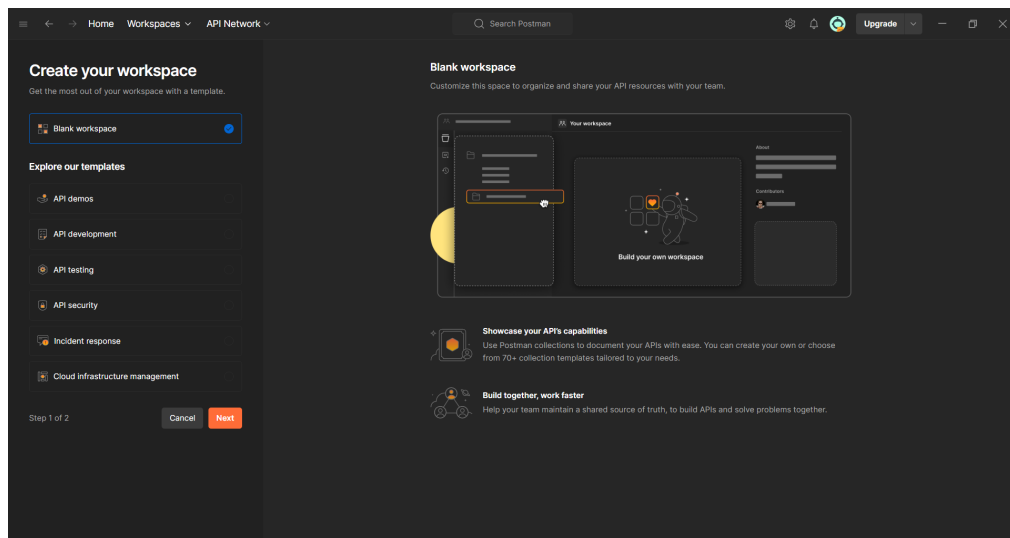 Home Workspaces API Network
Search Postman
Upgrade
Create your workspace
Get the most out of your workspace with a template.
Blank workspace
Explore our templates
API demos
API development
API testing
API security
Incident response
Cloud infrastructure management
Step 1 of 2
Cancel
Next
Blank workspace
Customize this space to organize and share your API resources with your team.
Your workspace
About
Contributors
Build your own workspace
Showcase your API's capabilities
Use Postman collections to document your APIs with ease. You can create your own or choose
from 70+ collection templates tailored to your needs.
Build together, work faster
Help your team maintain a shared source of truth, to build APIs and solve problems together.